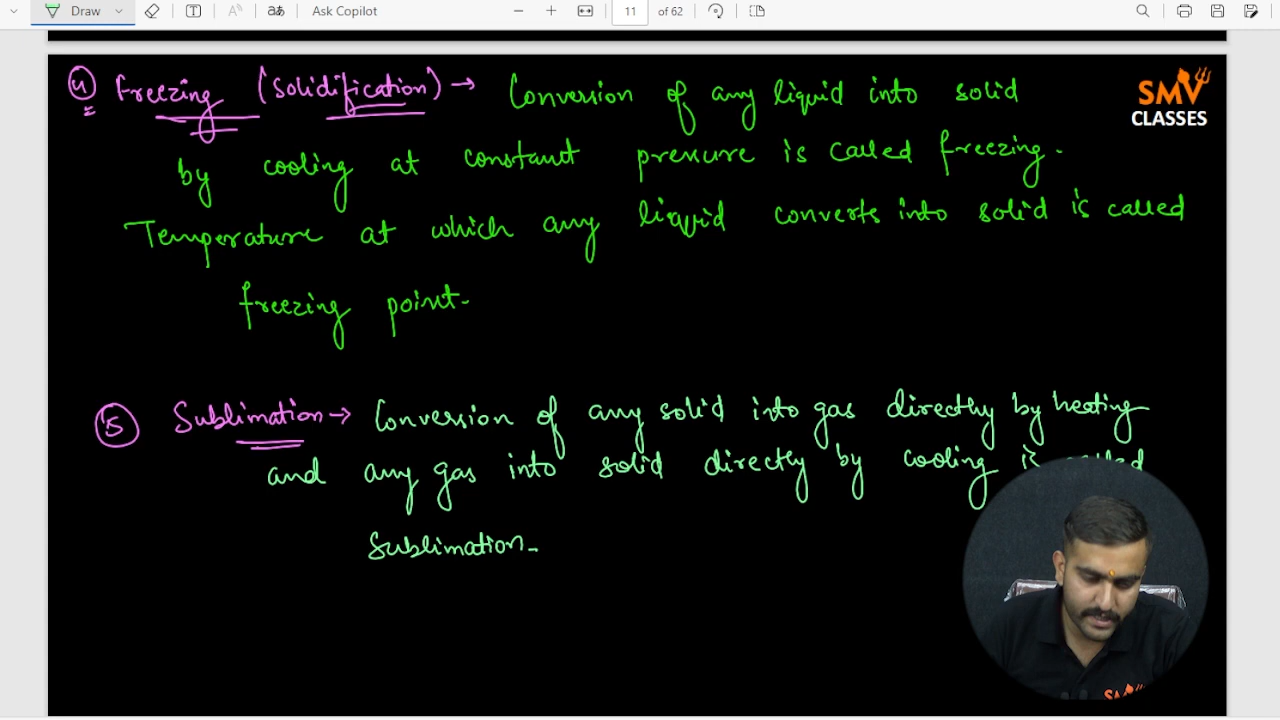 Draw
Ask Copilot
11 of 62
④ Freezing (Solidification) → Conversion of any liquid into solid
by cooling at constant pressure is called freezing.
Temperature at which any liquid converts into solid is called
freezing point.
SMV
CLASSES
⑤ Sublimation → Conversion of any solid into gas directly by heating
and any gas into solid directly by cooling is called
Sublimation.